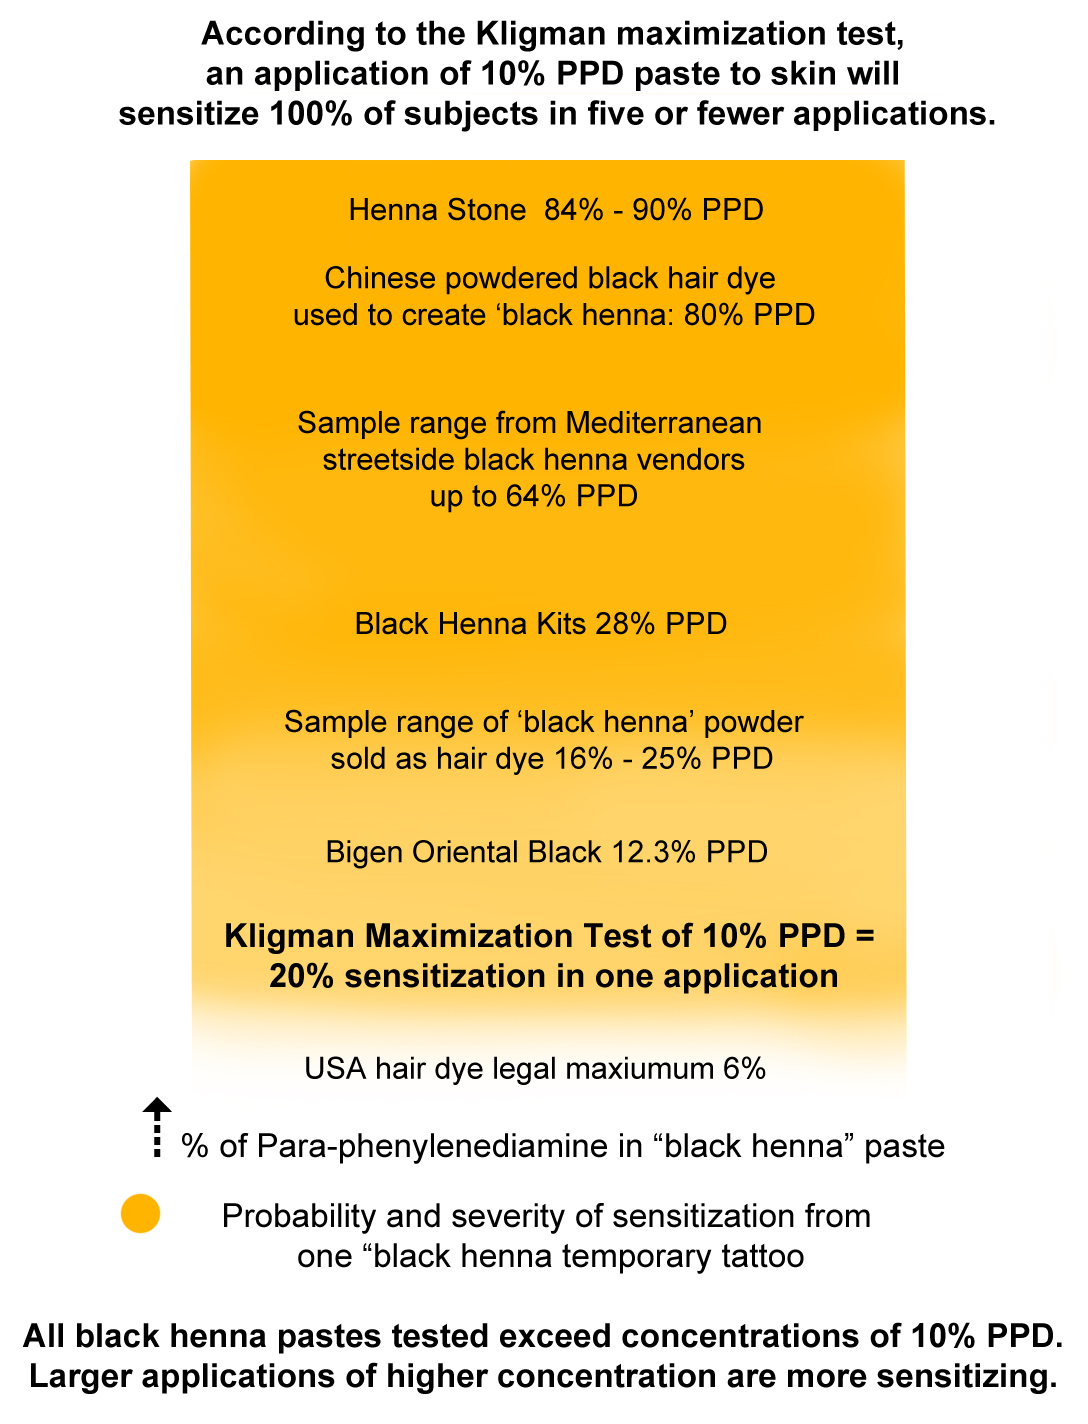 According to the Kligman maximization test,
an application of 10% PPD paste to skin will
sensitize 100% of subjects in five or fewer applications.
Henna Stone  84% - 90% PPD
Chinese powdered black hair dye
used to create ‘black henna: 80% PPD
Sample range from Mediterranean
streetside black henna vendors
up to 64% PPD
Black Henna Kits 28% PPD
Sample range of ‘black henna’ powder
sold as hair dye 16% - 25% PPD
Bigen Oriental Black 12.3% PPD
Kligman Maximization Test of 10% PPD =
20% sensitization in one application
USA hair dye legal maxiumum 6%
% of Para-phenylenediamine in “black henna” paste
Probability and severity of sensitization from
one “black henna temporary tattoo
All black henna pastes tested exceed concentrations of 10% PPD.
Larger applications of higher concentration are more sensitizing.